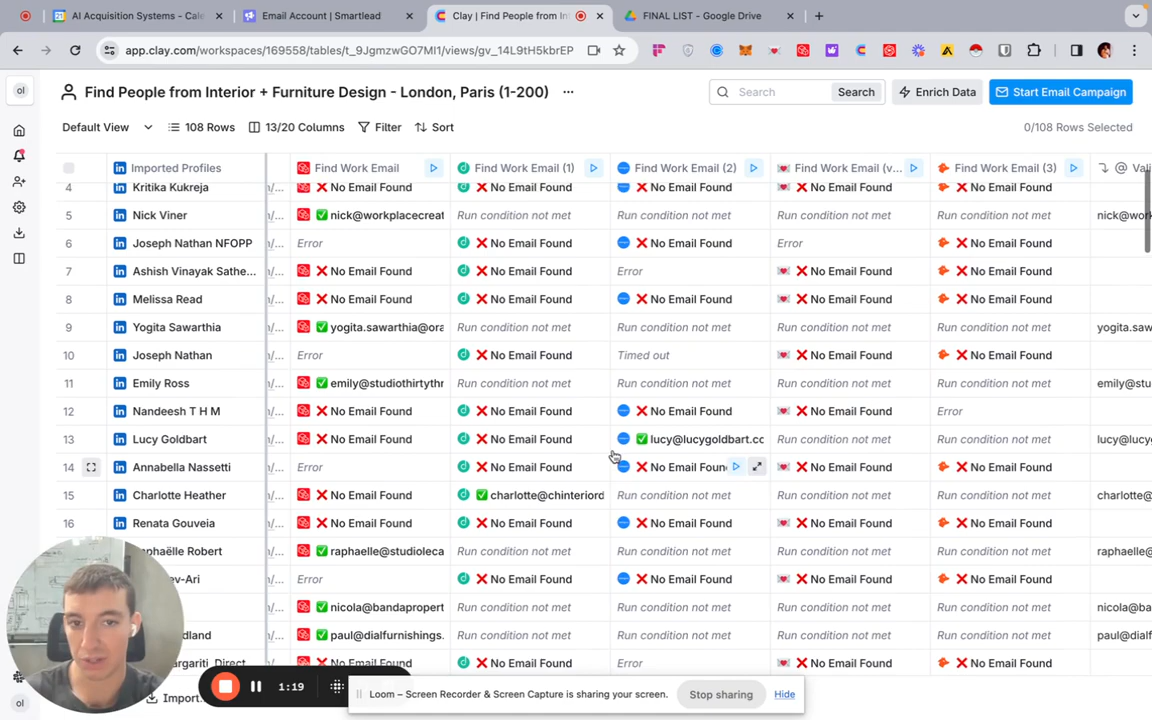 AI Acquisition Systems - Cale
Email Account | Smartlead
Clay | Find People from In
FINAL LIST - Google Drive
app.clay.com/workspaces/169558/tables/t_9JgmzwGO7MI1/views/gv_14L9tH5kbrEP
ol
Find People from Interior + Furniture Design - London, Paris (1-200)
Search
Search
Enrich Data
Start Email Campaign
Default View
108 Rows
13/20 Columns
Filter
Sort
0/108 Rows Selected
Imported Profiles
Find Work Email
Find Work Email (1)
Find Work Email (2)
Find Work Email (v...
Find Work Email (3)
Vali
4 Kritika Kukreja n/... No Email Found No Email Found No Email Found No Email Found No Email Found
5 Nick Viner n/... nick@workplacecreat Run condition not met Run condition not met Run condition not met Run condition not met nick@work
6 Joseph Nathan NFOPP n/... Error No Email Found No Email Found Error No Email Found
7 Ashish Vinayak Sathe... n/... No Email Found No Email Found Error No Email Found No Email Found
8 Melissa Read n/... No Email Found No Email Found No Email Found No Email Found No Email Found
9 Yogita Sawarthia n/... yogita.sawarthia@ora Run condition not met Run condition not met Run condition not met Run condition not met yogita.saw
10 Joseph Nathan n/... Error No Email Found Timed out No Email Found No Email Found
11 Emily Ross n/... emily@studiothirtythr Run condition not met Run condition not met Run condition not met Run condition not met emily@stu
12 Nandeesh T H M n/... No Email Found No Email Found No Email Found No Email Found Error
13 Lucy Goldbart n/... No Email Found No Email Found lucy@lucygoldbart.cc Run condition not met Run condition not met lucy@lucyg
14 Annabella Nassetti n/... Error No Email Found No Email Foun No Email Found No Email Found
15 Charlotte Heather n/... No Email Found charlotte@chinteriord Run condition not met Run condition not met Run condition not met charlotte@
16 Renata Gouveia n/... No Email Found No Email Found No Email Found No Email Found No Email Found
aphaëlle Robert n/... raphaelle@studioleca Run condition not met Run condition not met Run condition not met Run condition not met raphaelle@
ev-Ari n/... Error No Email Found No Email Found No Email Found No Email Found
n/... nicola@bandapropert Run condition not met Run condition not met Run condition not met Run condition not met nicola@ba
dland n/... paul@dialfurnishings. Run condition not met Run condition not met Run condition not met Run condition not met paul@dial
argariti Direct n/... No Email Found No Email Found Error No Email Found No Email Found
Import
1:19
Loom – Screen Recorder & Screen Capture is sharing your screen.
Stop sharing
Hide
ol